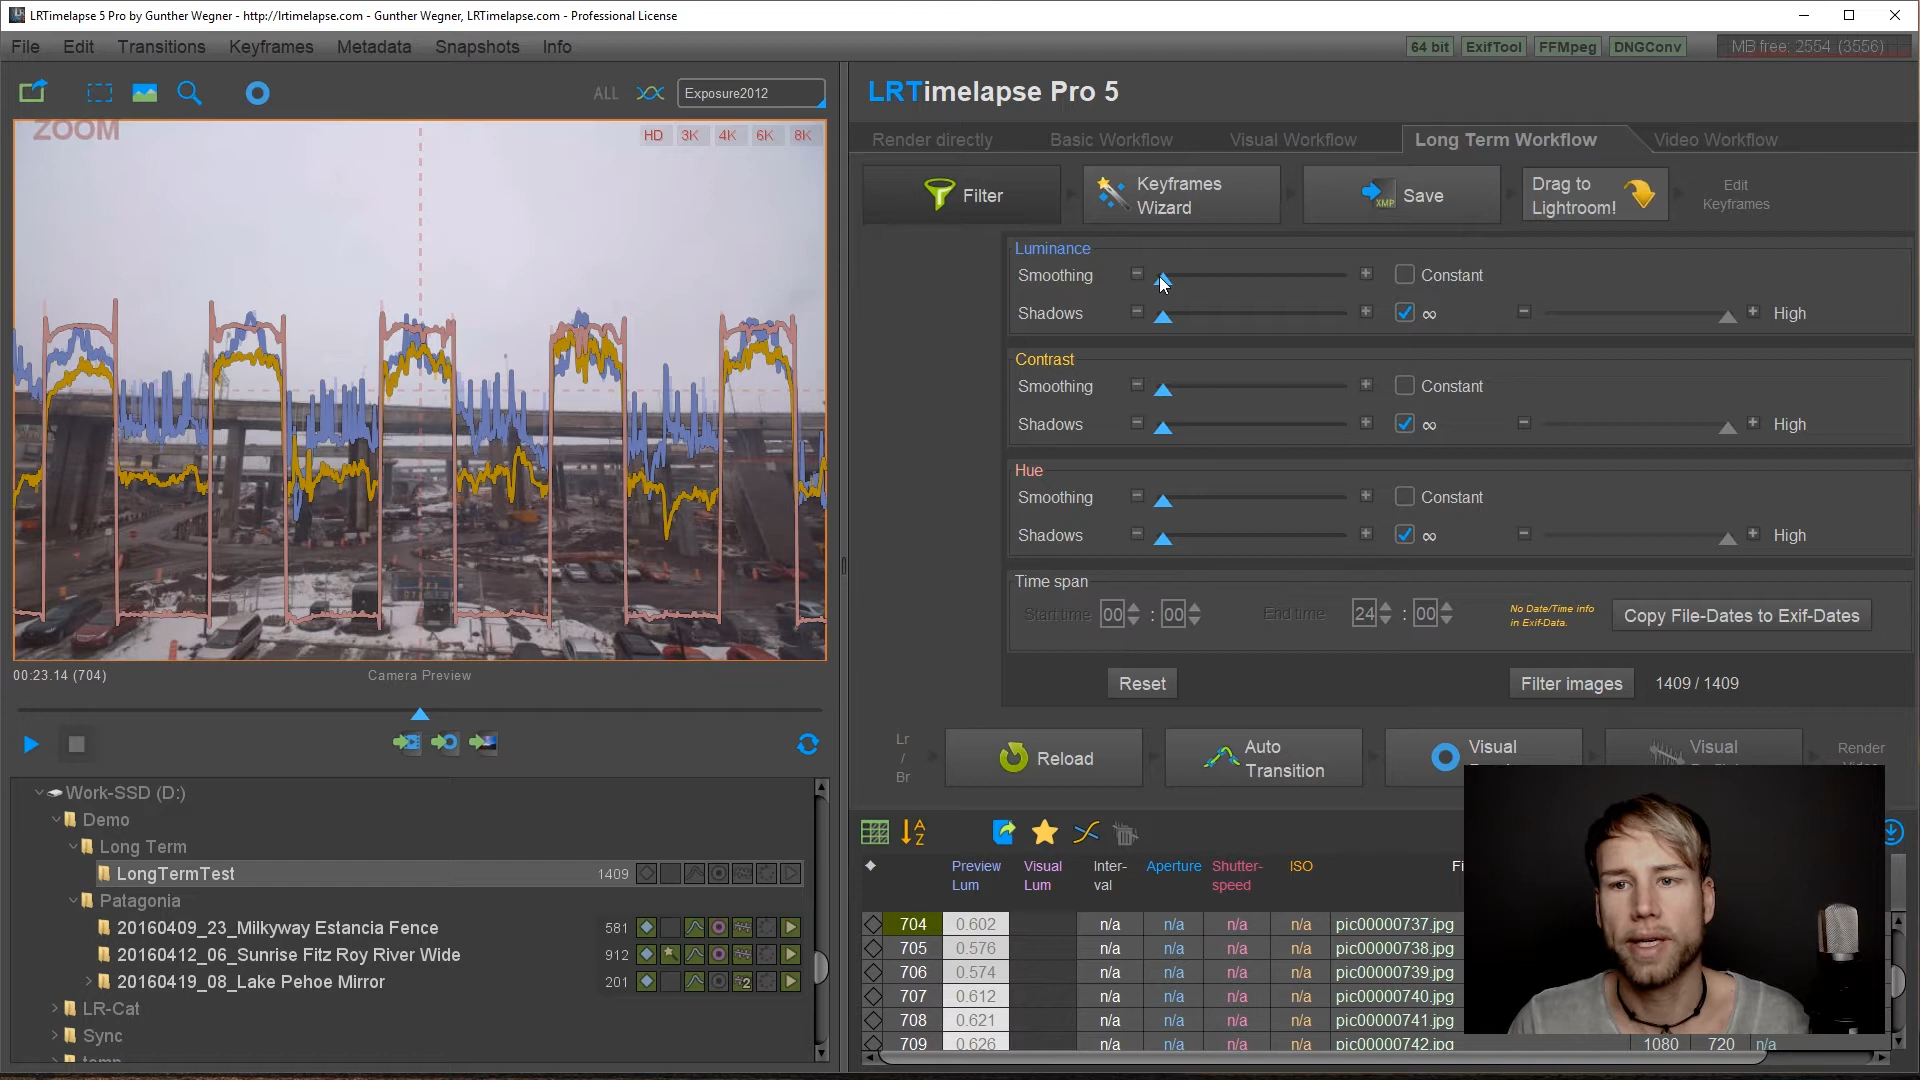 LRTimelapse 5 Pro by Gunther Wegner - http://lrtimelapse.com - Gunther Wegner, LRTimelapse.com - Professional License
File Edit Transitions Keyframes Metadata Snapshots Info
64 bit ExifTool FFMpeg DNGConv MB free: 2554 (3556)
ALL Exposure2012
ZOOM
HD 3K 4K 6K 8K
00:23.14 (704) Camera Preview
Work-SSD (D:)
Demo
Long Term
LongTermTest 1409
Patagonia
20160409_23_Milkyway Estancia Fence 581
20160412_06_Sunrise Fitz Roy River Wide 912
20160419_08_Lake Pehoe Mirror 201
LR-Cat
Sync
LRTimelapse Pro 5
Render directly Basic Workflow Visual Workflow Long Term Workflow Video Workflow
Filter
Keyframes
Wizard
XMP
Save
Drag to
Lightroom!
Edit
Keyframes
Luminance
Smoothing Constant
Shadows ∞ High
Contrast
Smoothing Constant
Shadows ∞ High
Hue
Smoothing Constant
Shadows ∞ High
Time span
Start time 00 : 00 End time 24 : 00
No Date/Time info
in Exif-Data.
Copy File-Dates to Exif-Dates
Reset Filter images 1409 / 1409
Lr
/
Br
Reload
Auto
Transition
Visual
Visual
Render
A
Z
Preview
Lum
Visual
Lum
Inter-
val
Aperture
Shutter-
speed
ISO
Fi
704 0.602 n/a n/a n/a n/a pic00000737.jpg
705 0.576 n/a n/a n/a n/a pic00000738.jpg
706 0.574 n/a n/a n/a n/a pic00000739.jpg
707 0.612 n/a n/a n/a n/a pic00000740.jpg
708 0.621 n/a n/a n/a n/a pic00000741.jpg
709 0.626 n/a n/a n/a n/a pic00000742.jpg 1080 720 n/a